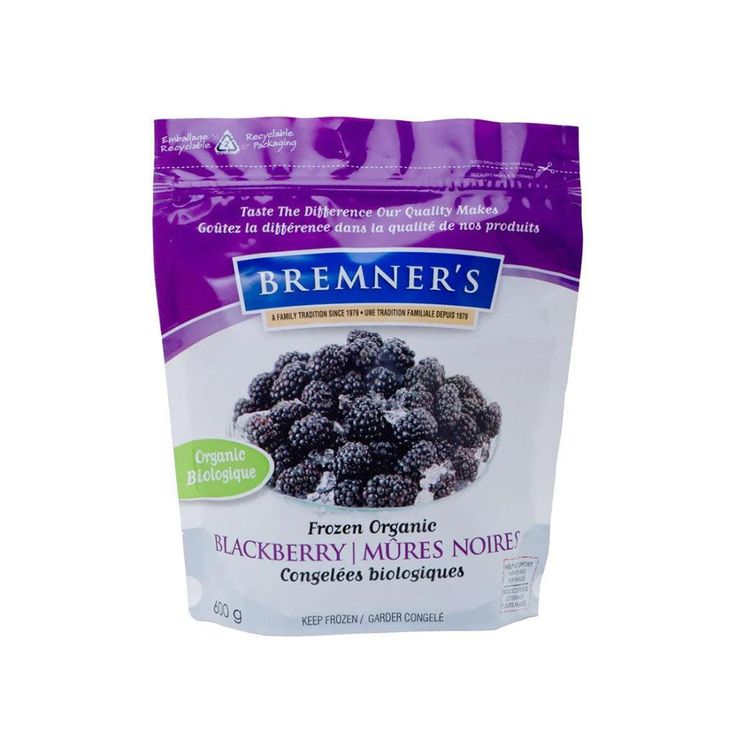 Emballage Recyclable
Recyclable Packaging
Taste The Difference Our Quality Makes
Goûtez la différence dans la qualité de nos produits
BREMNER'S
A FAMILY TRADITION SINCE 1979 • UNE TRADITION FAMILIALE DEPUIS 1979
Organic
Biologique
Frozen Organic
BLACKBERRY | MÛRES NOIRES
Congelées biologiques
600 g
KEEP FROZEN / GARDER CONGELÉ